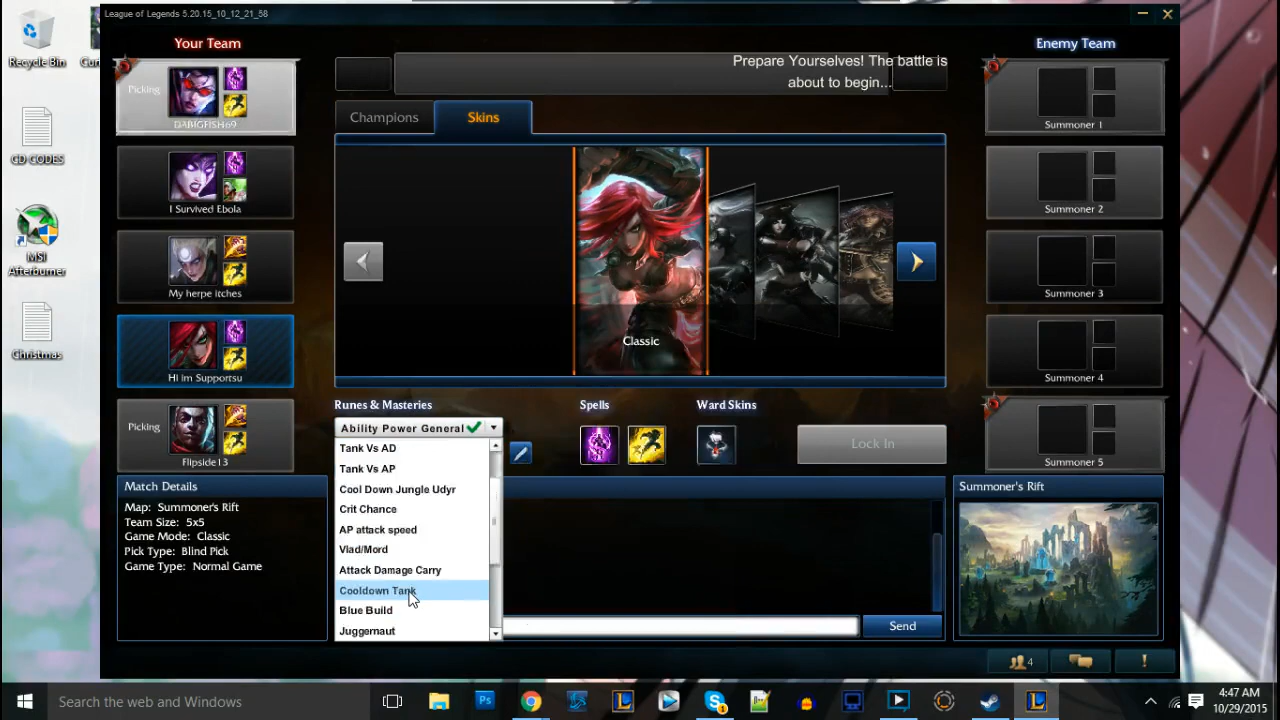 League of Legends 5.20.15_10_12_21_58
Recycle Bin
CD CODES
MSI
Afterburner
Christmas
Your Team
Picking
DABIGFISH69
I Survived Ebola
My herpe itches
Hi Im Supportsu
Picking
Flipside13
Prepare Yourselves! The battle is
about to begin...
Champions
Skins
Classic
Enemy Team
Summoner 1
Summoner 2
Summoner 3
Summoner 4
Summoner 5
Runes & Masteries
Ability Power General
Tank Vs AD
Tank Vs AP
Cool Down Jungle Udyr
Crit Chance
AP attack speed
Vlad/Mord
Attack Damage Carry
Cooldown Tank
Blue Build
Juggernaut
Spells
Ward Skins
Lock In
Match Details
Map: Summoner's Rift
Team Size: 5x5
Game Mode: Classic
Pick Type: Blind Pick
Game Type: Normal Game
Send
Summoner's Rift
4
Search the web and Windows
4:47 AM
10/29/2015